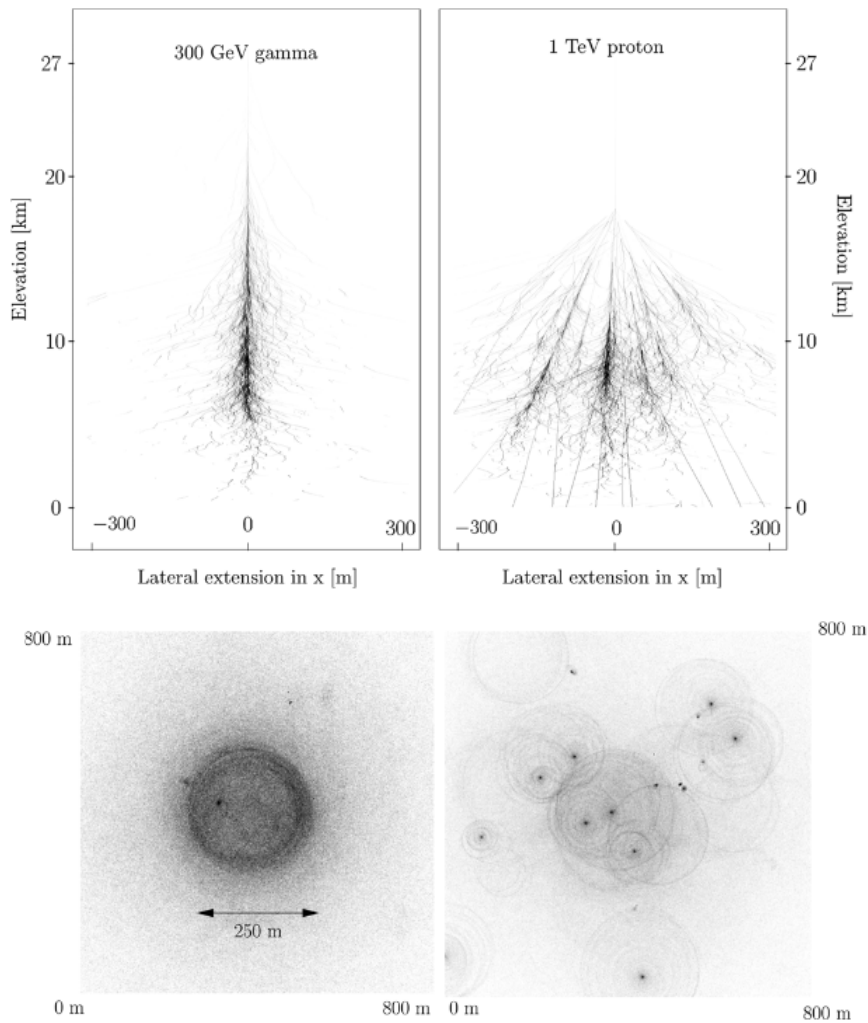 300 GeV gamma
27
20
10
0
Elevation [km]
−300 0 300
Lateral extension in x [m]
1 TeV proton
27
20
10
0
Elevation [km]
−300 0 300
Lateral extension in x [m]
800 m
250 m
0 m 800 m
800 m
0 m 800 m